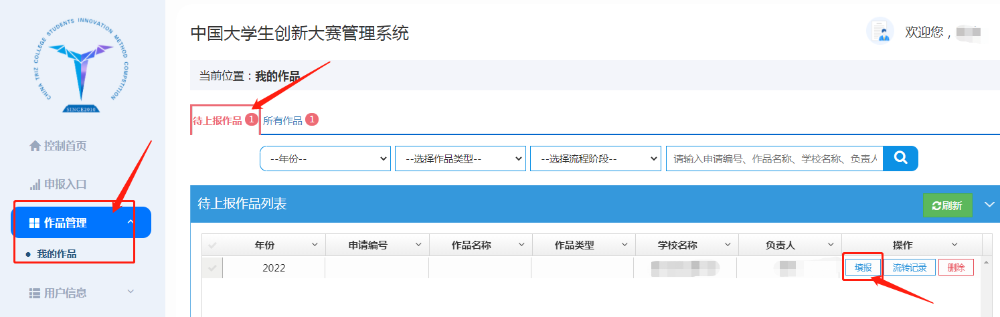 CHINA TRIZ COLLEGE STUDENTS INNOVATION METHOD COMPETITION
SINCE2010
控制首页
申报入口
作品管理
我的作品
用户信息
中国大学生创新大赛管理系统
欢迎您，
当前位置：我的作品
待上报作品 1 所有作品 1
--年份-- --选择作品类型-- --选择流程阶段-- 请输入申请编号、作品名称、学校名称、负责人
待上报作品列表 刷新
年份 申请编号 作品名称 作品类型 学校名称 负责人 操作
2022 填报 流转记录 删除